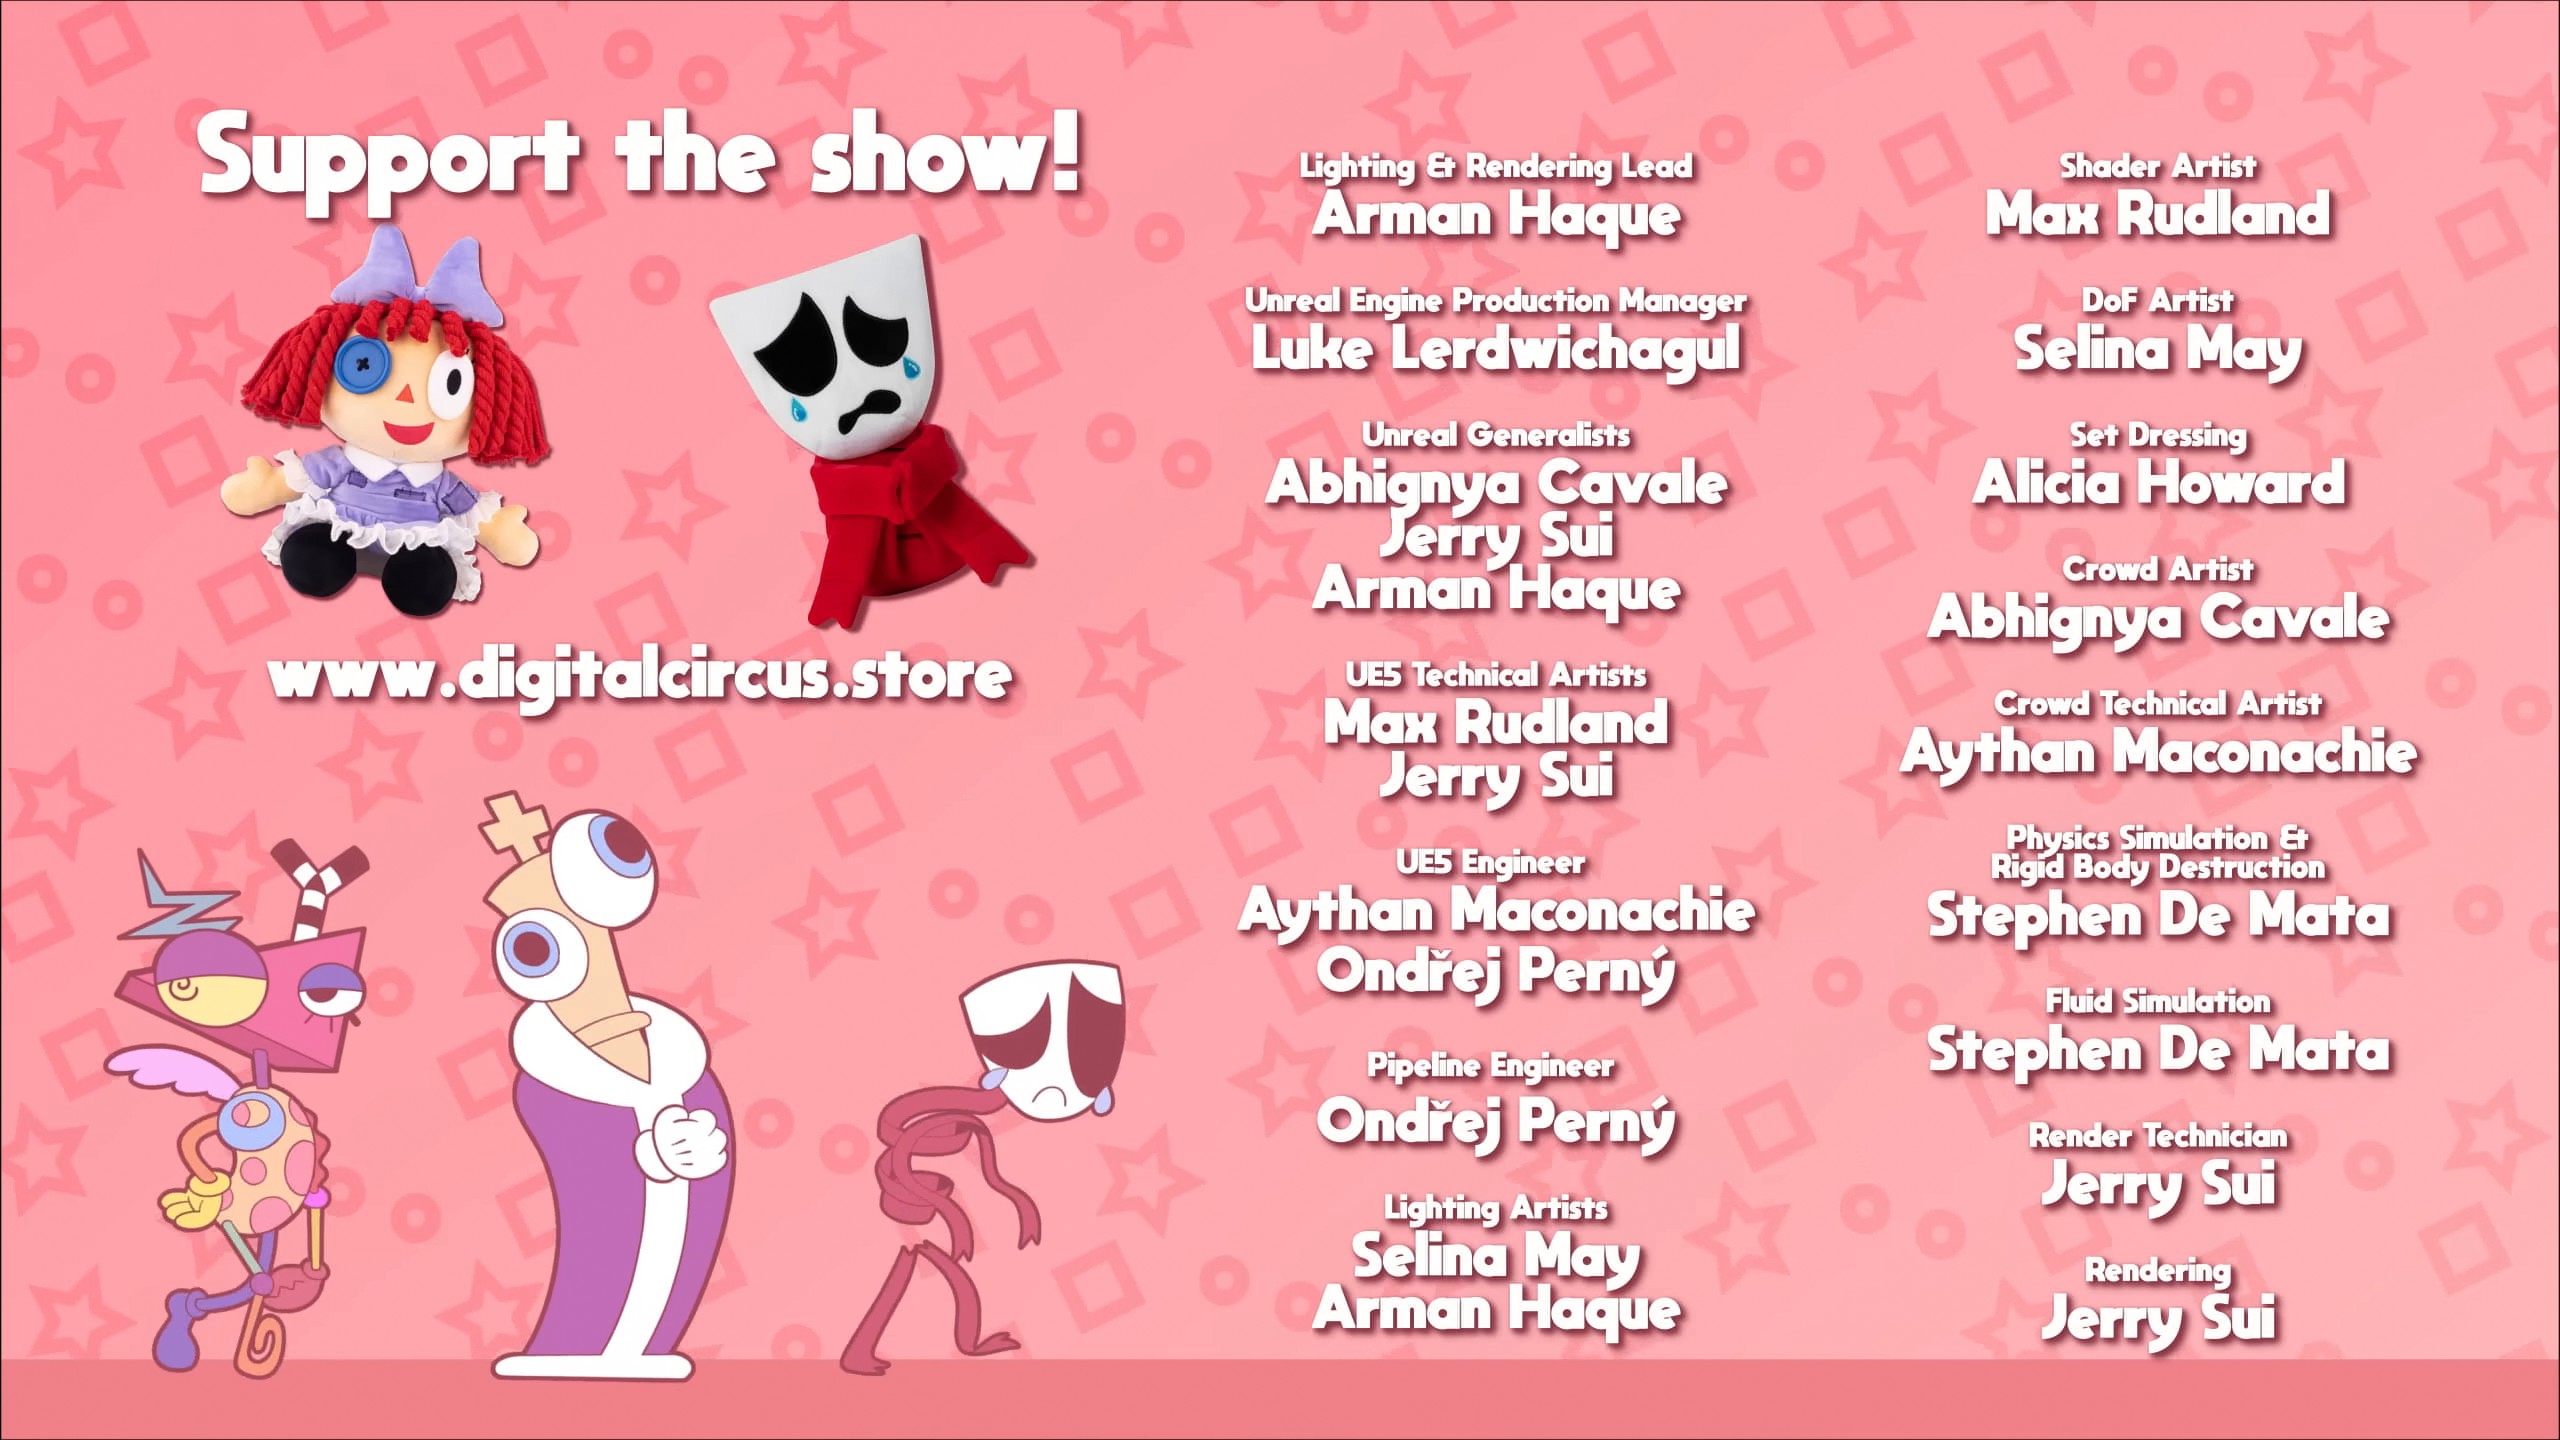 Support the show!
www.digitalcircus.store
Lighting & Rendering Lead
Arman Haque
Unreal Engine Production Manager
Luke Lerdwichagul
Unreal Generalists
Abhignya Cavale
Jerry Sui
Arman Haque
UE5 Technical Artists
Max Rudland
Jerry Sui
UE5 Engineer
Aythan Maconachie
Ondřej Perný
Pipeline Engineer
Ondřej Perný
Lighting Artists
Selina May
Arman Haque
Shader Artist
Max Rudland
DoF Artist
Selina May
Set Dressing
Alicia Howard
Crowd Artist
Abhignya Cavale
Crowd Technical Artist
Aythan Maconachie
Physics Simulation &
Rigid Body Destruction
Stephen De Mata
Fluid Simulation
Stephen De Mata
Render Technician
Jerry Sui
Rendering
Jerry Sui